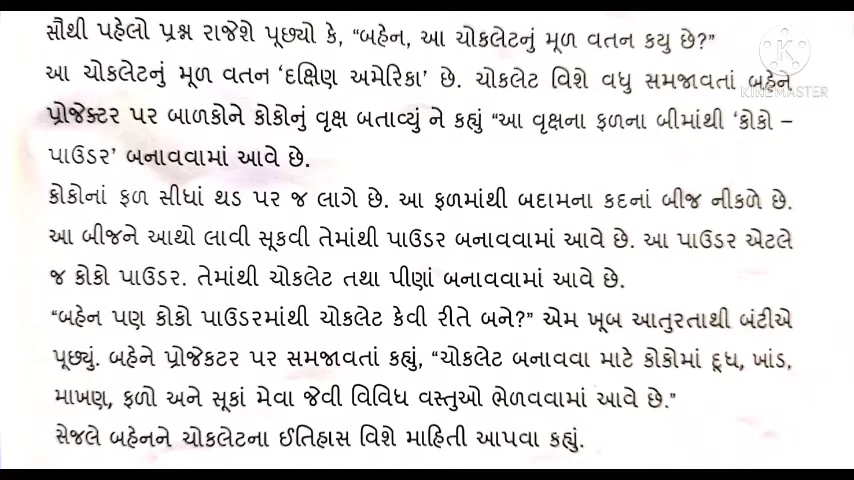 સૌથી પહેલો પ્રશ્ન રાજેશે પૂછ્યો કે, “બહેન, આ ચોકલેટનું મૂળ વતન કયુ છે?”
આ ચોકલેટનું મૂળ વતન ‘દક્ષિણ અમેરિકા’ છે. ચોકલેટ વિશે વધુ સમજાવતાં બહેને
પ્રોજેક્ટર પર બાળકોને કોકોનું વૃક્ષ બતાવ્યું ને કહ્યું “આ વૃક્ષના ફળના બીમાંથી ‘કોકો –
પાઉડર’ બનાવવામાં આવે છે.
કોકોનાં ફળ સીધાં થડ પર જ લાગે છે. આ ફળમાંથી બદામના કદનાં બીજ નીકળે છે.
આ બીજને આથો લાવી સૂકવી તેમાંથી પાઉડર બનાવવામાં આવે છે. આ પાઉડર એટલે
જ કોકો પાઉડર. તેમાંથી ચોકલેટ તથા પીણાં બનાવવામાં આવે છે.
“બહેન પણ કોકો પાઉડરમાંથી ચોકલેટ કેવી રીતે બને?” એમ ખૂબ આતુરતાથી બંટીએ
પૂછ્યું. બહેને પ્રોજેક્ટર પર સમજાવતાં કહ્યું, “ચોકલેટ બનાવવા માટે કોકોમાં દૂધ, ખાંડ,
માખણ, ફળો અને સૂકાં મેવા જેવી વિવિધ વસ્તુઓ ભેળવવામાં આવે છે.”
સેજલે બહેનને ચોકલેટના ઈતિહાસ વિશે માહિતી આપવા કહ્યું.
K
KINEMASTER